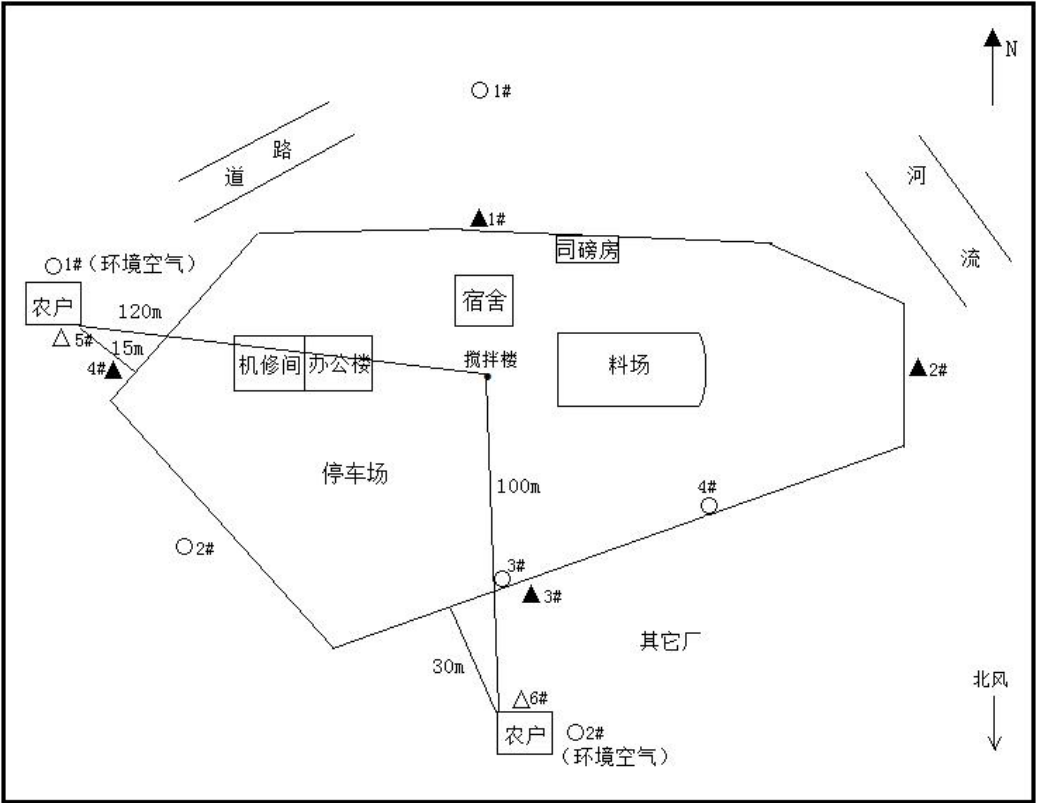 N
○1#
路
道
河
流
▲1#
司磅房
○1#(环境空气)
农户
120m
宿舍
△5#
15m
4#▲
机修间
办公楼
搅拌楼
料场
▲2#
停车场
100m
4#
○2#
3#
▲3#
其它厂
30m
北风
△6#
农户
○2#
(环境空气)